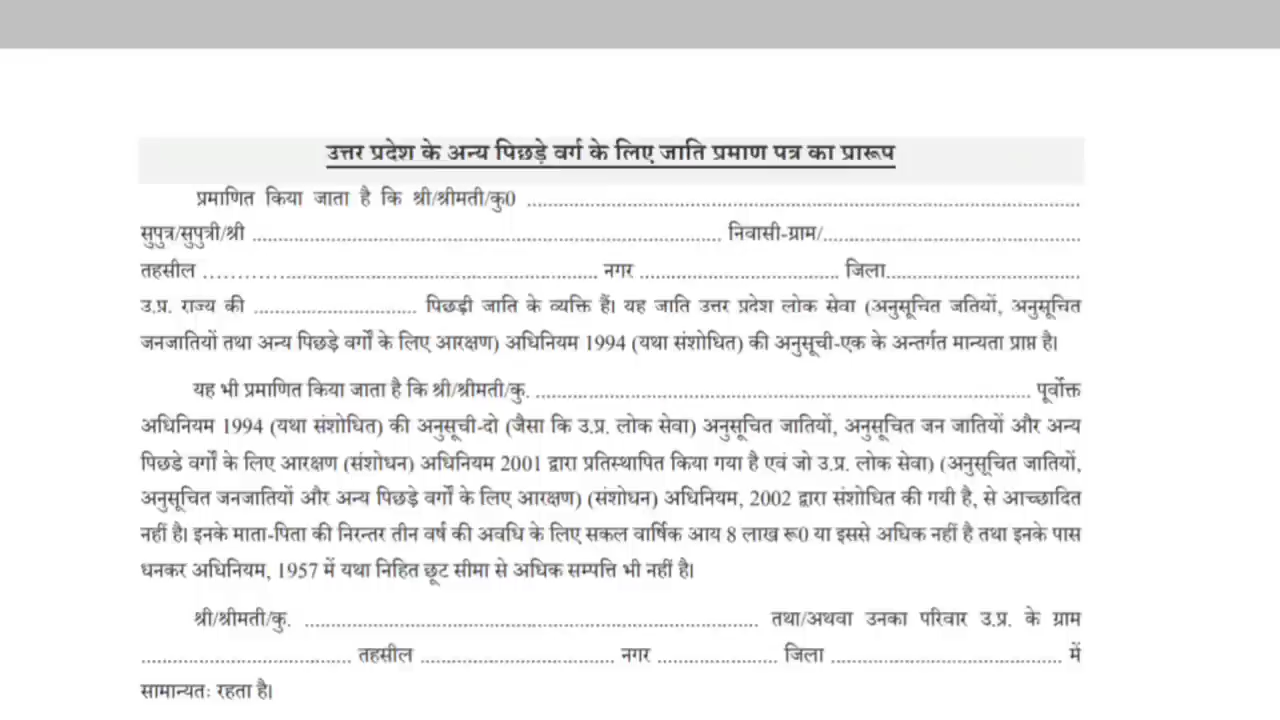 उत्तर प्रदेश के अन्य पिछड़े वर्ग के लिए जाति प्रमाण पत्र का प्रारूप
प्रमाणित किया जाता है कि श्री/श्रीमती/कु0 ....................................................................................
सुपुत्र/सुपुत्री/श्री ........................................................................ निवासी-ग्राम/.......................................
तहसील ............................................................ नगर .............................. जिला..............................
उ.प्र. राज्य की ......................... पिछड़ी जाति के व्यक्ति हैं। यह जाति उत्तर प्रदेश लोक सेवा (अनुसूचित जतियों, अनुसूचित
जनजातियों तथा अन्य पिछड़े वर्गों के लिए आरक्षण) अधिनियम 1994 (यथा संशोधित) की अनुसूची-एक के अन्तर्गत मान्यता प्राप्त है।
यह भी प्रमाणित किया जाता है कि श्री/श्रीमती/कु. ............................................................................ पूर्वोक्त
अधिनियम 1994 (यथा संशोधित) की अनुसूची-दो (जैसा कि उ.प्र. लोक सेवा) अनुसूचित जातियों, अनुसूचित जन जातियों और अन्य
पिछडे वर्गों के लिए आरक्षण (संशोधन) अधिनियम 2001 द्वारा प्रतिस्थापित किया गया है एवं जो उ.प्र. लोक सेवा) (अनुसूचित जातियों,
अनुसूचित जनजातियों और अन्य पिछड़े वर्गों के लिए आरक्षण) (संशोधन) अधिनियम, 2002 द्वारा संशोधित की गयी है, से आच्छादित
नहीं है। इनके माता-पिता की निरन्तर तीन वर्ष की अवधि के लिए सकल वार्षिक आय 8 लाख रू0 या इससे अधिक नहीं है तथा इनके पास
धनकर अधिनियम, 1957 में यथा निहित छूट सीमा से अधिक सम्पत्ति भी नहीं है।
श्री/श्रीमती/कु. ..................................................................... तथा/अथवा उनका परिवार उ.प्र. के ग्राम
................................ तहसील .............................. नगर .................. जिला ................................... में
सामान्यतः रहता है।